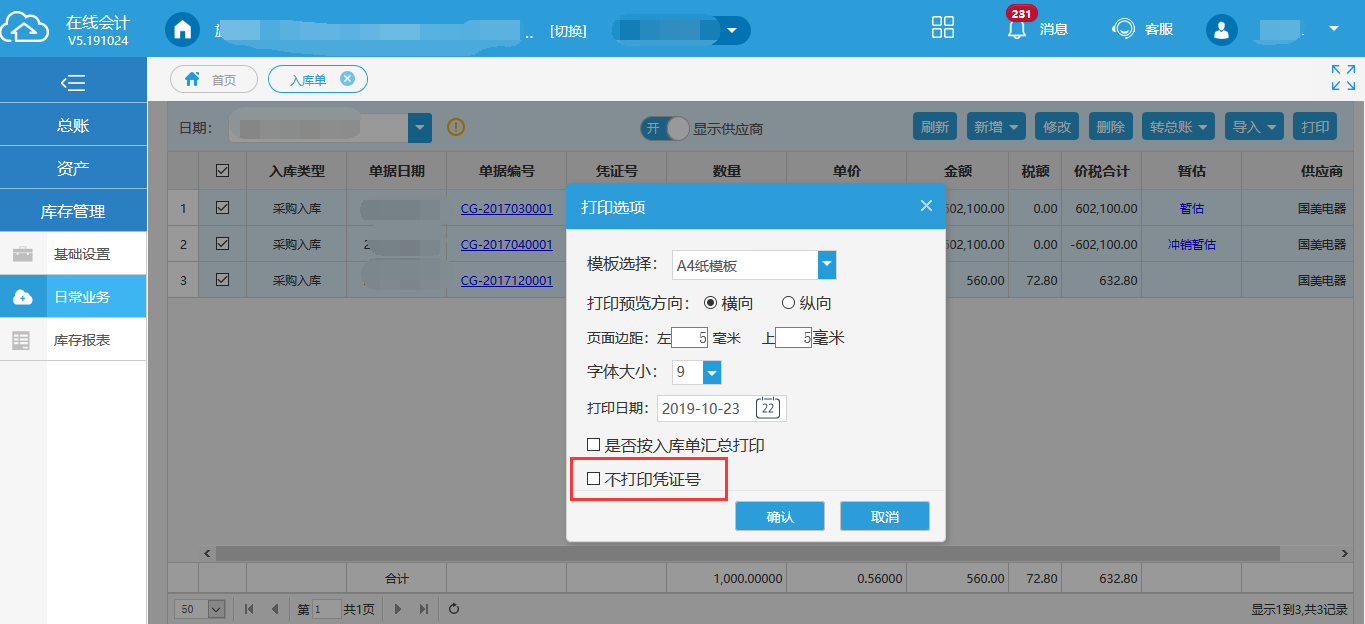 在线会计
V5.191024
..
[切换]
231
消息
客服
首页
入库单
总账
资产
库存管理
基础设置
日常业务
库存报表
日期：
开
显示供应商
刷新 新增 修改 删除 转总账 导入 打印
入库类型 单据日期 单据编号 凭证号 数量 单价 金额 税额 价税合计 暂估 供应商
1 采购入库 CG-2017030001 602,100.00 0.00 602,100.00 暂估 国美电器
2 采购入库 CG-2017040001 602,100.00 0.00 -602,100.00 冲销暂估 国美电器
3 采购入库 CG-2017120001 560.00 72.80 632.80 国美电器
打印选项
模板选择： A4纸模板
打印预览方向： 横向 纵向
页面边距：左 5 毫米 上 5 毫米
字体大小： 9
打印日期： 2019-10-23 22
是否按入库单汇总打印
不打印凭证号
确认 取消
合计 1,000.00000 0.56000 560.00 72.80 632.80
50 第 1 共1页 显示1到3,共3记录